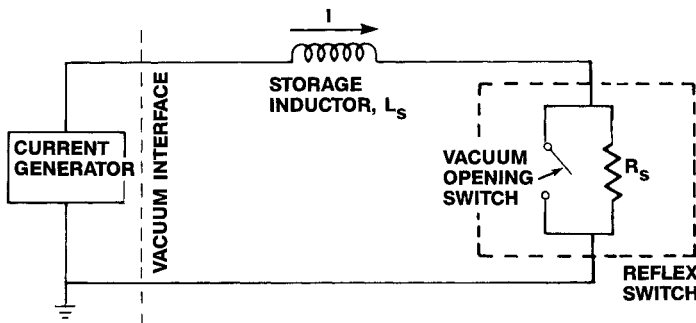 I
STORAGE
INDUCTOR, Ls
VACUUM INTERFACE
CURRENT
GENERATOR
VACUUM
OPENING
SWITCH
Rs
REFLEX
SWITCH